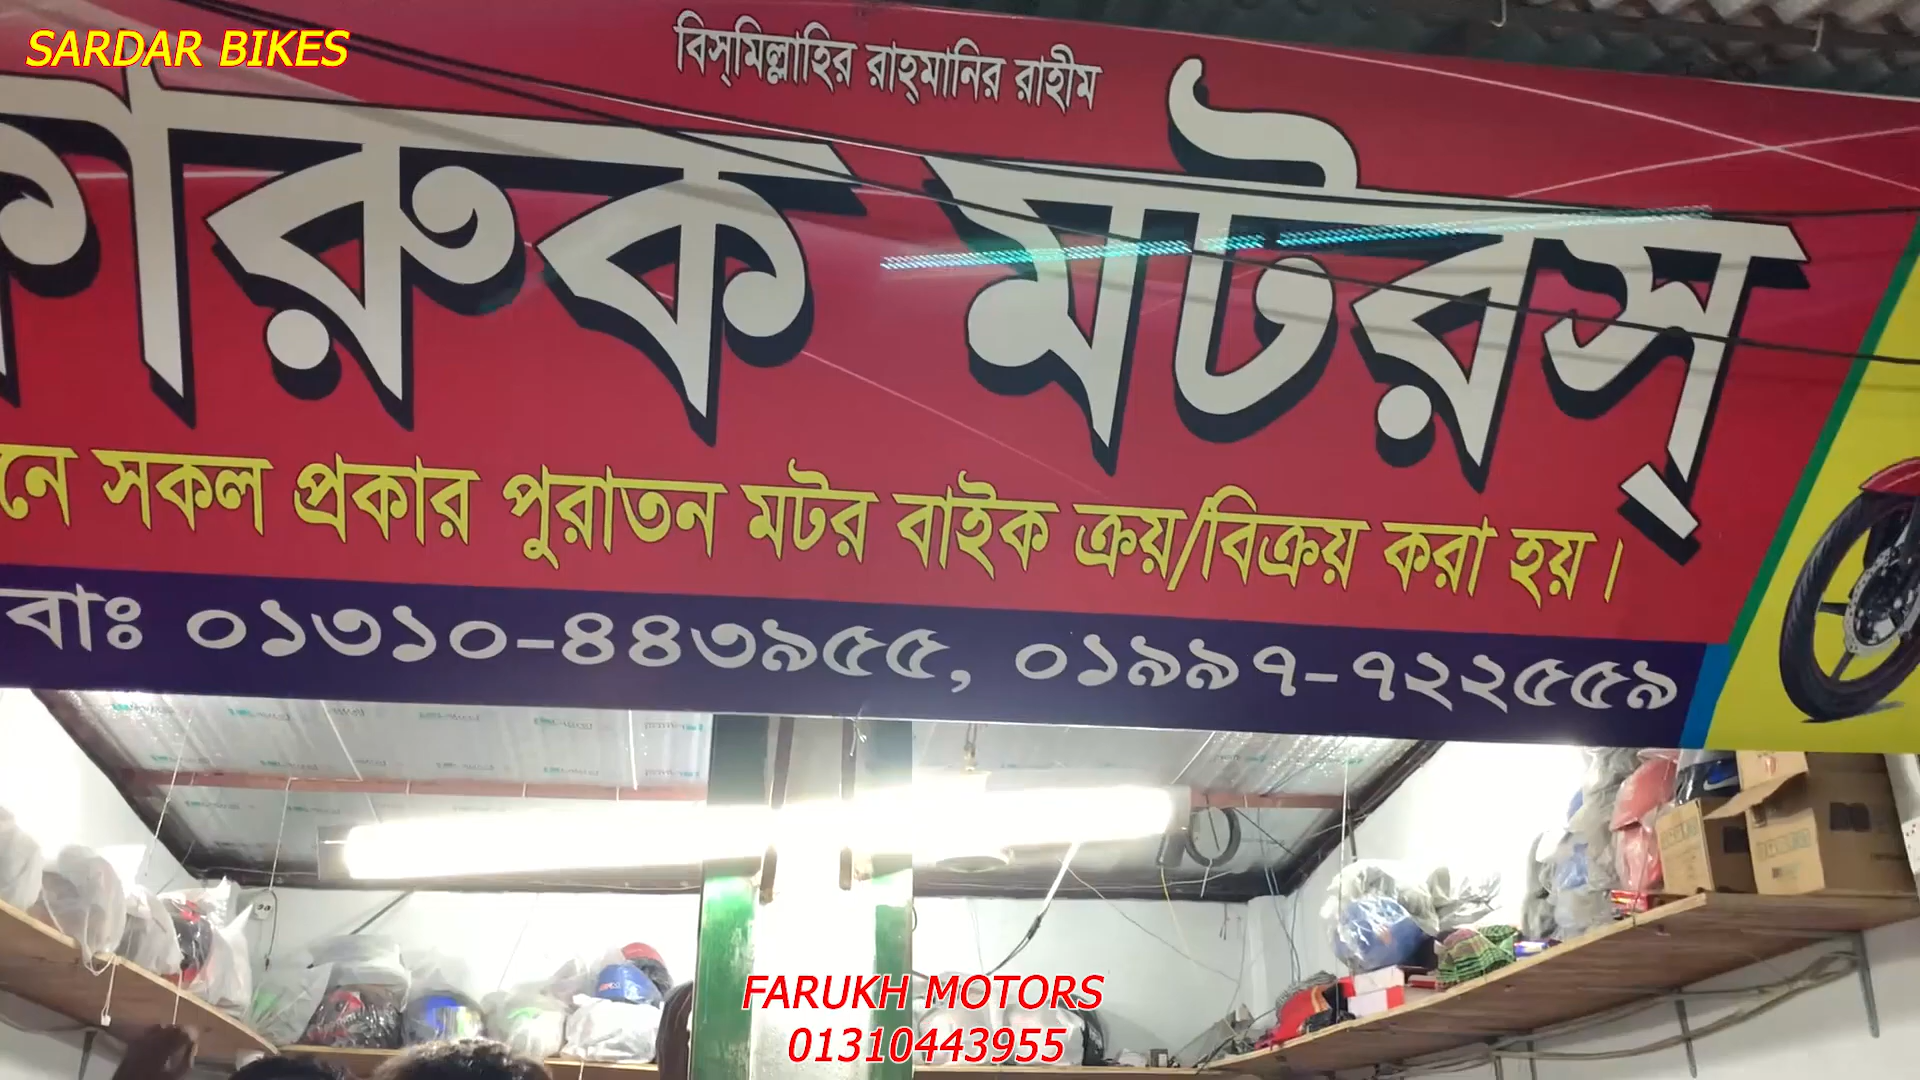 SARDAR BIKES
বিস্‌মিল্লাহির রাহ্‌মানির রাহীম
ফারুক মটরস্
নে সকল প্রকার পুরাতন মটর বাইক ক্রয়/বিক্রয় করা হয়।
বাঃ ০১৩১০-৪৪৩৯৫৫, ০১৯৯৭-৭২২৫৫৯
FARUKH MOTORS
01310443955